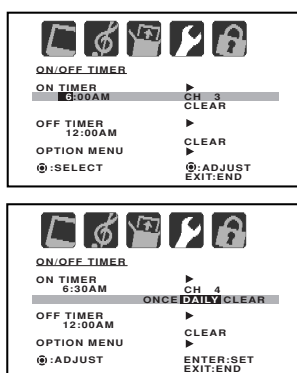 ON/OFF TIMER
ON TIMER ▶
6:00AM CH 3
CLEAR
OFF TIMER ▶
12:00AM
CLEAR
OPTION MENU ▶
:SELECT :ADJUST
EXIT:END
ON/OFF TIMER
ON TIMER ▶
6:30AM CH 4
ONCE DAILY CLEAR
OFF TIMER ▶
12:00AM
CLEAR
OPTION MENU ▶
:ADJUST ENTER:SET
EXIT:END